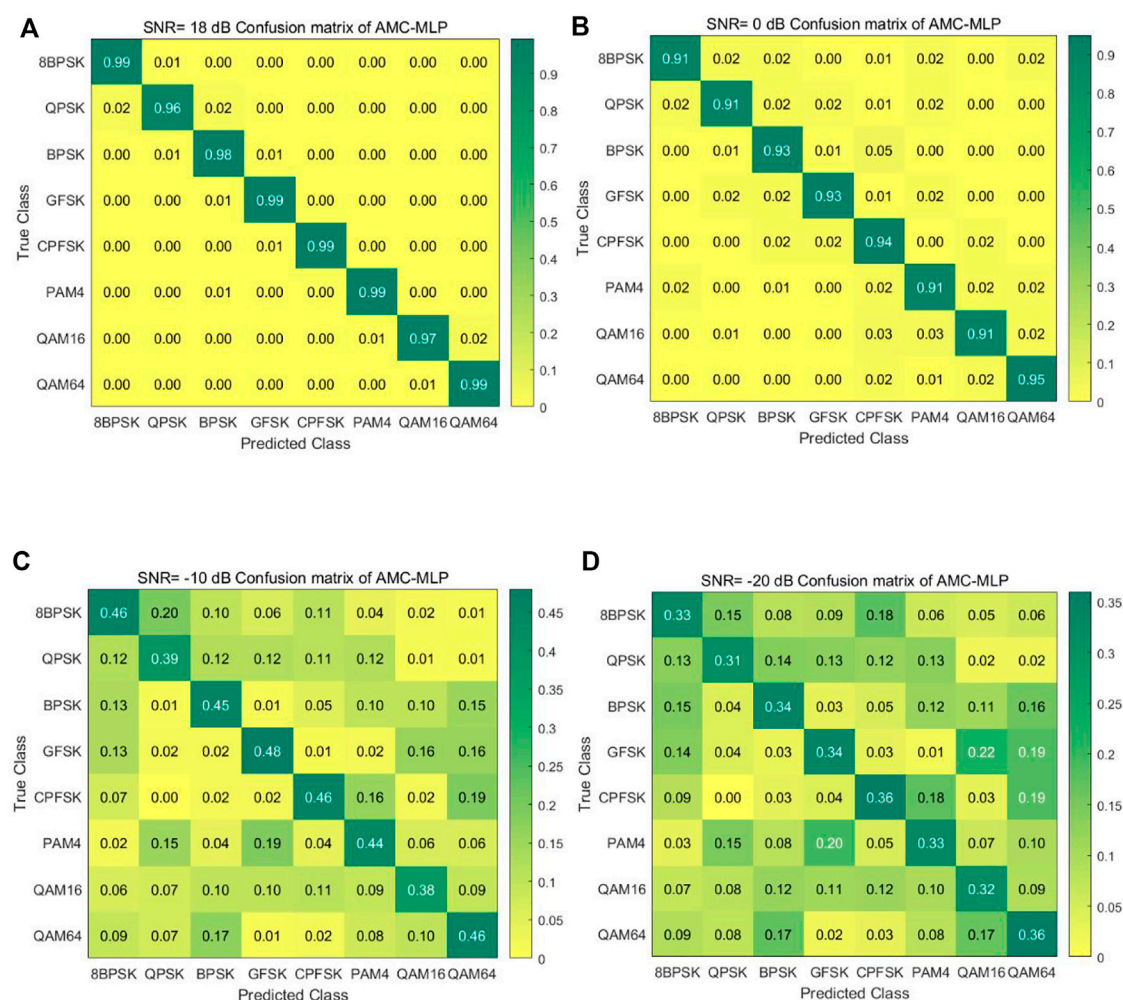 A
SNR= 18 dB Confusion matrix of AMC-MLP
8BPSK 0.99 0.01 0.00 0.00 0.00 0.00 0.00 0.00
QPSK 0.02 0.96 0.02 0.00 0.00 0.00 0.00 0.00
BPSK 0.00 0.01 0.98 0.01 0.00 0.00 0.00 0.00
GFSK 0.00 0.00 0.01 0.99 0.00 0.00 0.00 0.00
CPFSK 0.00 0.00 0.00 0.01 0.99 0.00 0.00 0.00
PAM4 0.00 0.00 0.01 0.00 0.00 0.99 0.00 0.00
QAM16 0.00 0.00 0.00 0.00 0.00 0.01 0.97 0.02
QAM64 0.00 0.00 0.00 0.00 0.00 0.00 0.01 0.99
8BPSK QPSK BPSK GFSK CPFSK PAM4 QAM16 QAM64
Predicted Class
True Class
0.9
0.8
0.7
0.6
0.5
0.4
0.3
0.2
0.1
0
B
SNR= 0 dB Confusion matrix of AMC-MLP
8BPSK 0.91 0.02 0.02 0.00 0.01 0.02 0.00 0.02
QPSK 0.02 0.91 0.02 0.02 0.01 0.02 0.00 0.00
BPSK 0.00 0.01 0.93 0.01 0.05 0.00 0.00 0.00
GFSK 0.00 0.02 0.02 0.93 0.01 0.02 0.00 0.00
CPFSK 0.00 0.00 0.02 0.02 0.94 0.00 0.02 0.00
PAM4 0.02 0.00 0.01 0.00 0.02 0.91 0.02 0.02
QAM16 0.00 0.01 0.00 0.00 0.03 0.03 0.91 0.02
QAM64 0.00 0.00 0.00 0.00 0.02 0.01 0.02 0.95
8BPSK QPSK BPSK GFSK CPFSK PAM4 QAM16 QAM64
Predicted Class
True Class
0.9
0.8
0.7
0.6
0.5
0.4
0.3
0.2
0.1
0
C
SNR= -10 dB Confusion matrix of AMC-MLP
8BPSK 0.46 0.20 0.10 0.06 0.11 0.04 0.02 0.01
QPSK 0.12 0.39 0.12 0.12 0.11 0.12 0.01 0.01
BPSK 0.13 0.01 0.45 0.01 0.05 0.10 0.10 0.15
GFSK 0.13 0.02 0.02 0.48 0.01 0.02 0.16 0.16
CPFSK 0.07 0.00 0.02 0.02 0.46 0.16 0.02 0.19
PAM4 0.02 0.15 0.04 0.19 0.04 0.44 0.06 0.06
QAM16 0.06 0.07 0.10 0.10 0.11 0.09 0.38 0.09
QAM64 0.09 0.07 0.17 0.01 0.02 0.08 0.10 0.46
8BPSK QPSK BPSK GFSK CPFSK PAM4 QAM16 QAM64
Predicted Class
True Class
0.45
0.4
0.35
0.3
0.25
0.2
0.15
0.1
0.05
0
D
SNR= -20 dB Confusion matrix of AMC-MLP
8BPSK 0.33 0.15 0.08 0.09 0.18 0.06 0.05 0.06
QPSK 0.13 0.31 0.14 0.13 0.12 0.13 0.02 0.02
BPSK 0.15 0.04 0.34 0.03 0.05 0.12 0.11 0.16
GFSK 0.14 0.04 0.03 0.34 0.03 0.01 0.22 0.19
CPFSK 0.09 0.00 0.03 0.04 0.36 0.18 0.03 0.19
PAM4 0.03 0.15 0.08 0.20 0.05 0.33 0.07 0.10
QAM16 0.07 0.08 0.12 0.11 0.12 0.10 0.32 0.09
QAM64 0.09 0.08 0.17 0.02 0.03 0.08 0.17 0.36
8BPSK QPSK BPSK GFSK CPFSK PAM4 QAM16 QAM64
Predicted Class
True Class
0.35
0.3
0.25
0.2
0.15
0.1
0.05
0